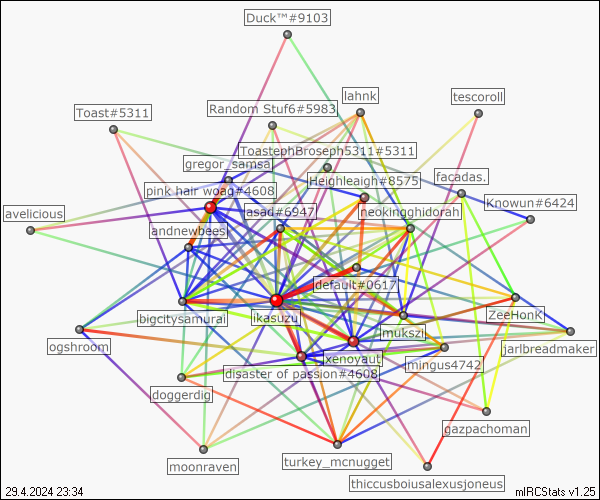 Duck™#9103
lahnk
tescoroll
Toast#5311
Random Stuf6#5983
ToastephBroseph5311#5311
gregor_samsa
Heighleaigh#8575
facadas.
pink hair woag#4608
Knowun#6424
avelicious
rasad#6947
neokingghidorah
andnewbees
default#0617
ikasuzu
ZeeHonK
bigcitysamurai
mukszi
ogshroom
xenoyaut
jarlbreadmaker
jmingus4742
disaster of passion#4608
doggerdig
gazpachoman
turkey_mcnugget
moonraven
thiccusboiusalexusjoneus
29.4.2024 23:34
mIRCStats v1.25